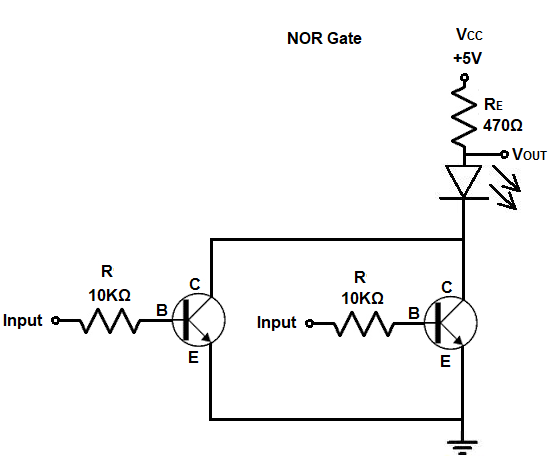 NOR Gate
VCC
+5V
RE
470Ω
VOUT
R
10KΩ
Input
B
C
E
R
10KΩ
Input
B
C
E